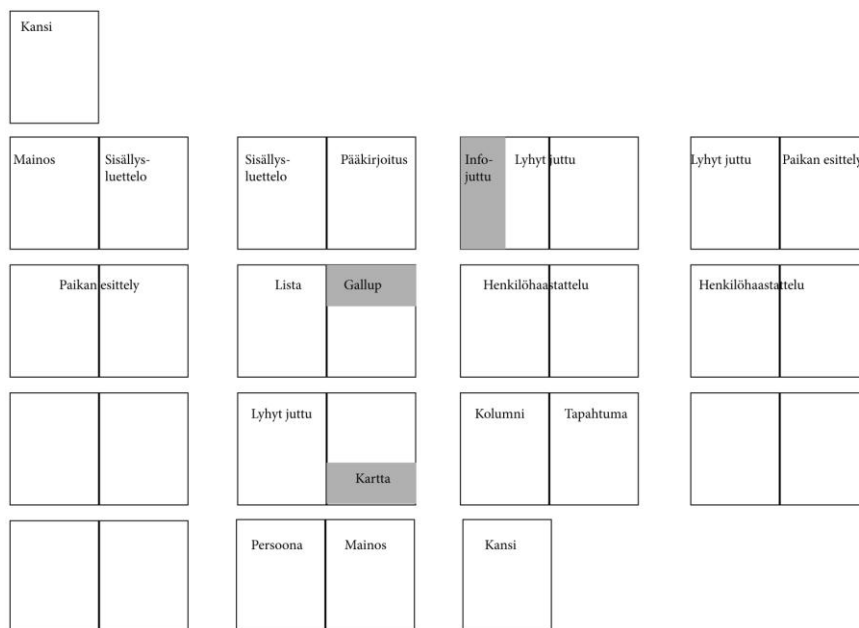 Kansi
Mainos
Sisällys-
luettelo
Sisällys-
luettelo
Pääkirjoitus
Info-
juttu
Lyhyt juttu
Lyhyt juttu
Paikan esittely
Paikan esittely
Lista
Gallup
Henkilöhaastattelu
Henkilöhaastattelu
Lyhyt juttu
Kartta
Kolumni
Tapahtuma
Persoona
Mainos
Kansi